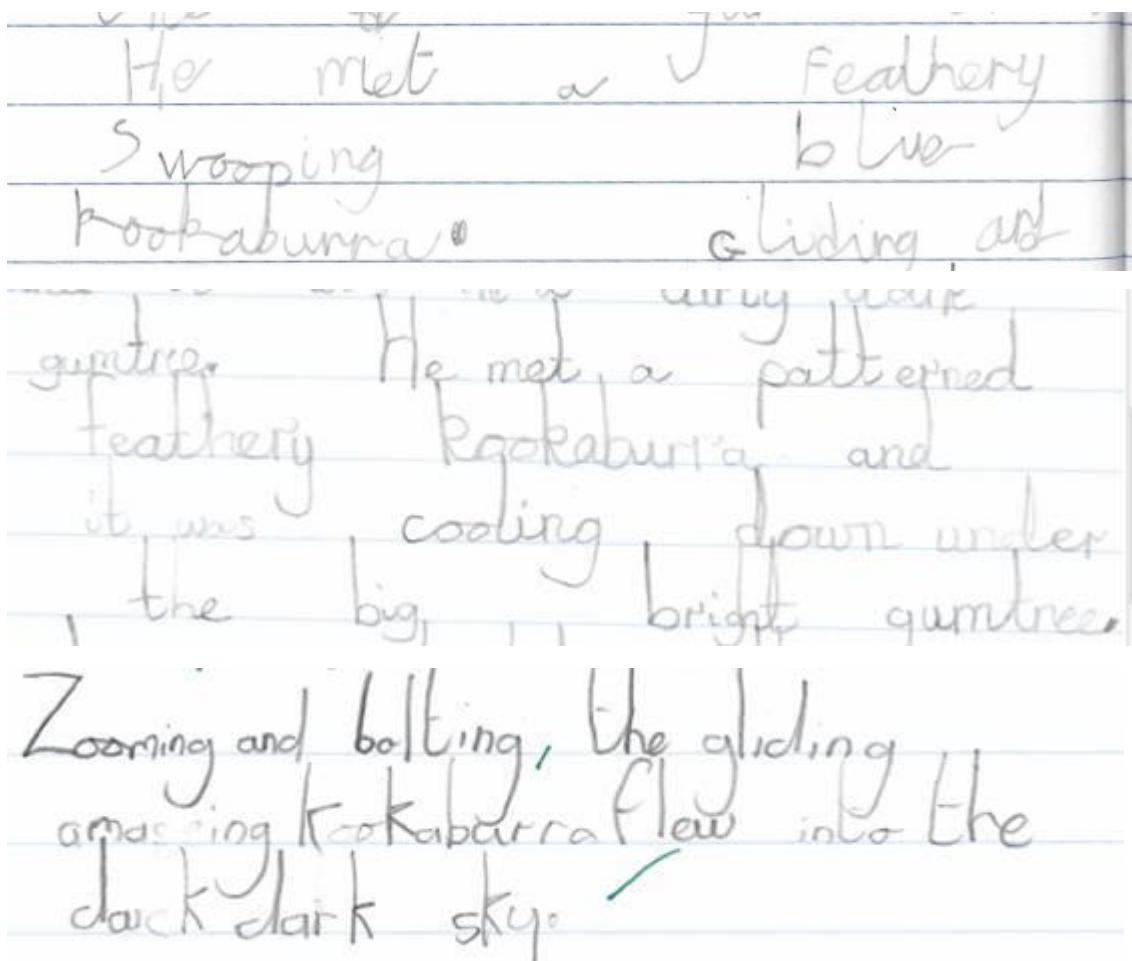 He met a Feathery
Swooping blue
kookaburra. Gliding and
gumtree. He met a patterned
feathery kookaburra and
it was cooling down under
the big, bright gumtree.
Zooming and bolting, the gliding
amazing kookaburra flew into the
dark dark sky.